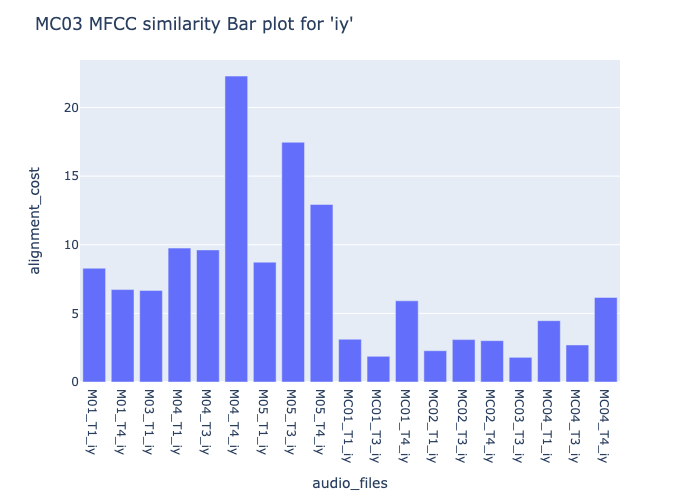 MC03 MFCC similarity Bar plot for 'iy'
alignment_cost
20
15
10
5
0
M01_T1_iy
M01_T4_iy
M03_T1_iy
M04_T1_iy
M04_T3_iy
M04_T4_iy
M05_T1_iy
M05_T3_iy
M05_T4_iy
MC01_T1_iy
MC01_T3_iy
MC01_T4_iy
MC02_T1_iy
MC02_T3_iy
MC02_T4_iy
MC03_T3_iy
MC04_T1_iy
MC04_T3_iy
MC04_T4_iy
audio_files